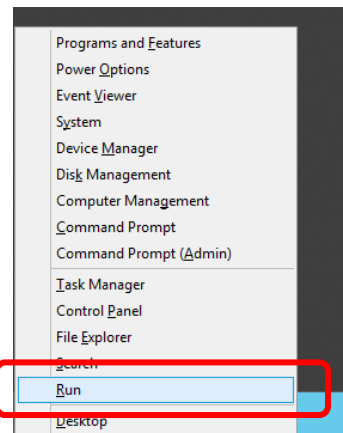 Programs and Features
Power Options
Event Viewer
System
Device Manager
Disk Management
Computer Management
Command Prompt
Command Prompt (Admin)
Task Manager
Control Panel
File Explorer
Search
Run
Desktop